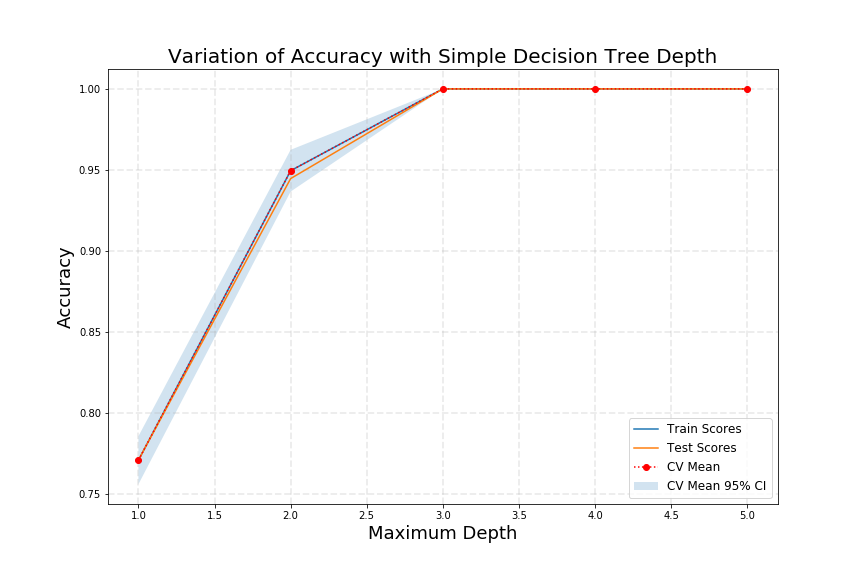 Variation of Accuracy with Simple Decision Tree Depth
1.00
0.95
0.90
0.85
0.80
0.75
Accuracy
Train Scores
Test Scores
CV Mean
CV Mean 95% CI
1.0 1.5 2.0 2.5 3.0 3.5 4.0 4.5 5.0
Maximum Depth